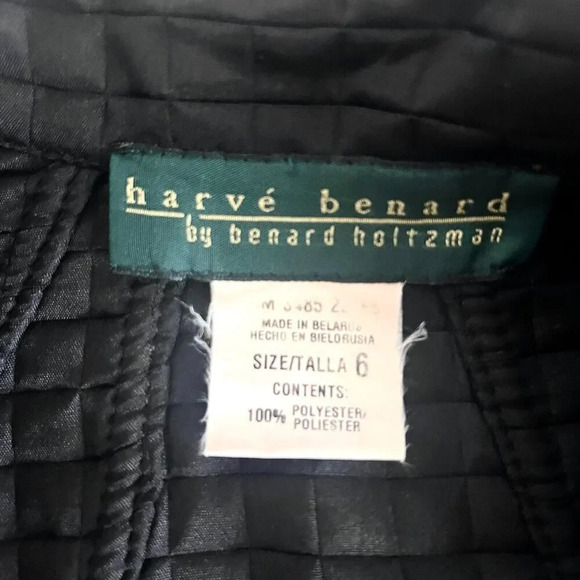 harvé benard
by benard holtzman
MADE IN BELARUS
HECHO EN BIELORUSIA
SIZE/TALLA 6
CONTENTS:
100% POLYESTER/
POLIESTER